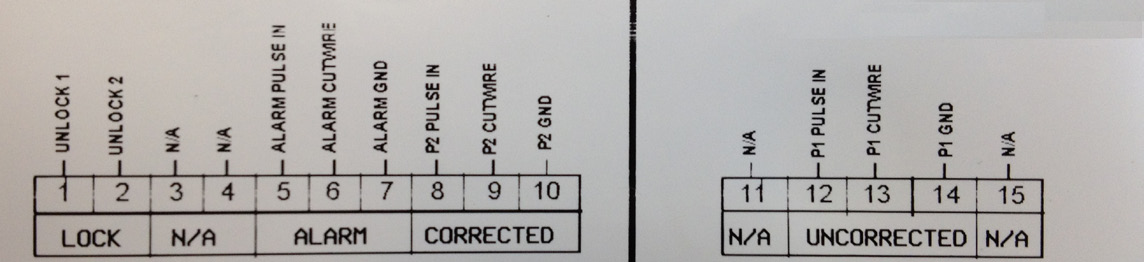 UNLOCK 1
UNLOCK 2
N/A
N/A
ALARM PULSE IN
ALARM CUTWIRE
ALARM GND
P2 PULSE IN
P2 CUTWIRE
P2 GND
1 2 3 4 5 6 7 8 9 10
LOCK N/A ALARM CORRECTED
N/A
P1 PULSE IN
P1 CUTWIRE
P1 GND
N/A
11 12 13 14 15
N/A UNCORRECTED N/A